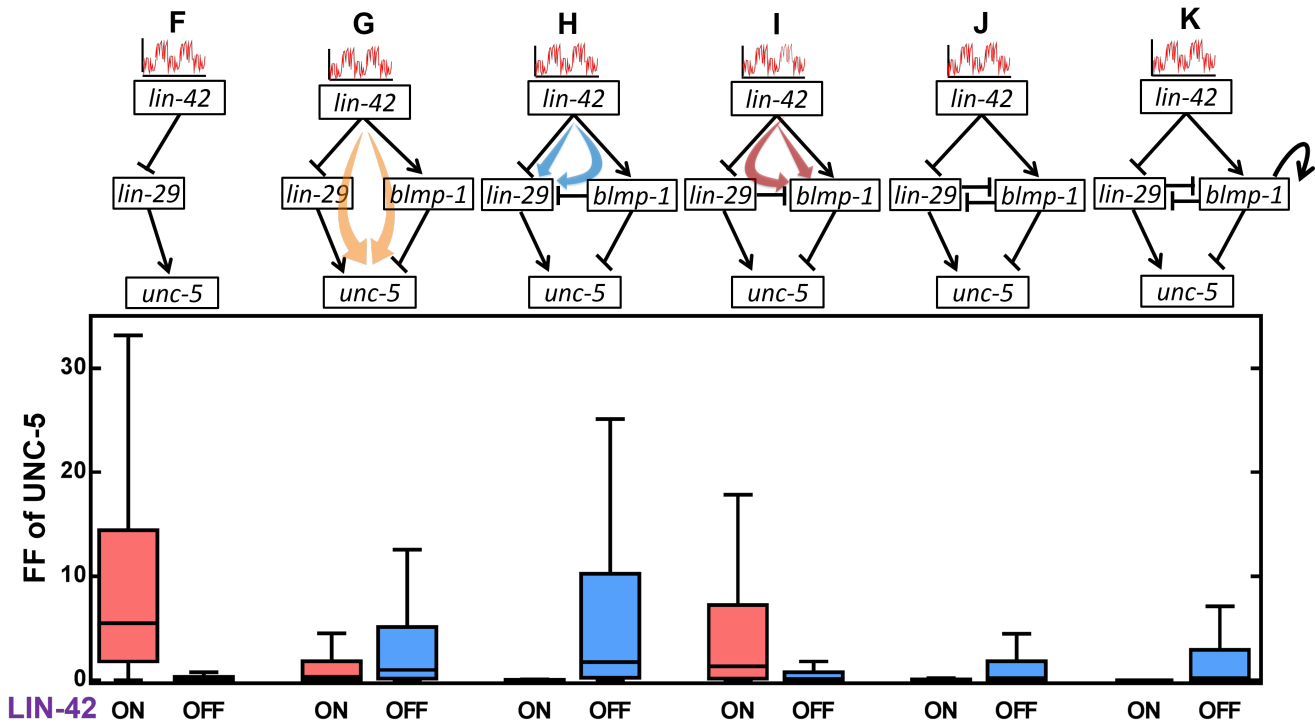 F G H I J K
lin-42 lin-42 lin-42 lin-42 lin-42 lin-42
lin-29 lin-29 blmp-1 lin-29 blmp-1 lin-29 blmp-1 lin-29 blmp-1 lin-29 blmp-1
unc-5 unc-5 unc-5 unc-5 unc-5 unc-5
FF of UNC-5
30
20
10
0
LIN-42 ON OFF ON OFF ON OFF ON OFF ON OFF ON OFF